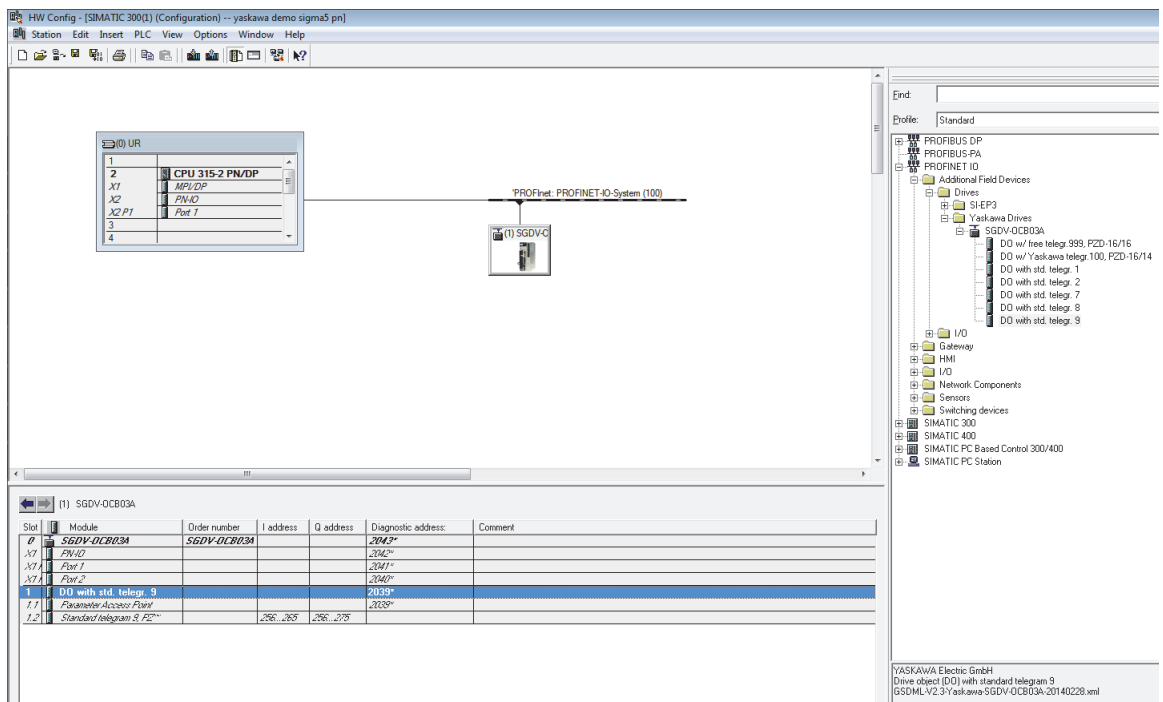 HW Config - [SIMATIC 300(1) (Configuration) -- yaskawa demo sigma5 pn]
Station Edit Insert PLC View Options Window Help
(0) UR
1
2 CPU 315-2 PN/DP
X1 MPI/DP
X2 PN-IO
X2 P1 Port 1
3
4
'PROFInet: PROFINET-IO-System (100)
(1) SGDV-O
Find:
Profile: Standard
PROFIBUS DP
PROFIBUS-PA
PROFINET IO
Additional Field Devices
Drives
SI-EP3
Yaskawa Drives
SGDV-OCB03A
DO w/ free telegr.999, PZD-16/16
DO w/ Yaskawa telegr.100, PZD-16/14
DO with std. telegr. 1
DO with std. telegr. 2
DO with std. telegr. 7
DO with std. telegr. 8
DO with std. telegr. 9
I/O
Gateway
HMI
I/O
Network Components
Sensors
Switching devices
SIMATIC 300
SIMATIC 400
SIMATIC PC Based Control 300/400
SIMATIC PC Station
(1) SGDV-OCB03A
Slot Module Order number I address Q address Diagnostic address: Comment
0 SGDV-OCB03A SGDV-OCB03A 2043*
X1 PN-IO 2042*
X1 Port 1 2041*
X1 Port 2 2040*
1 DO with std. telegr. 9 2039*
1.1 Parameter Access Point 2039*
1.2 Standard telegram 9, PZ 256...265 256...275
YASKAWA Electric GmbH
Drive object (DO) with standard telegram 9
GSDML-V2.3-Yaskawa-SGDV-OCB03A-20140228.xml